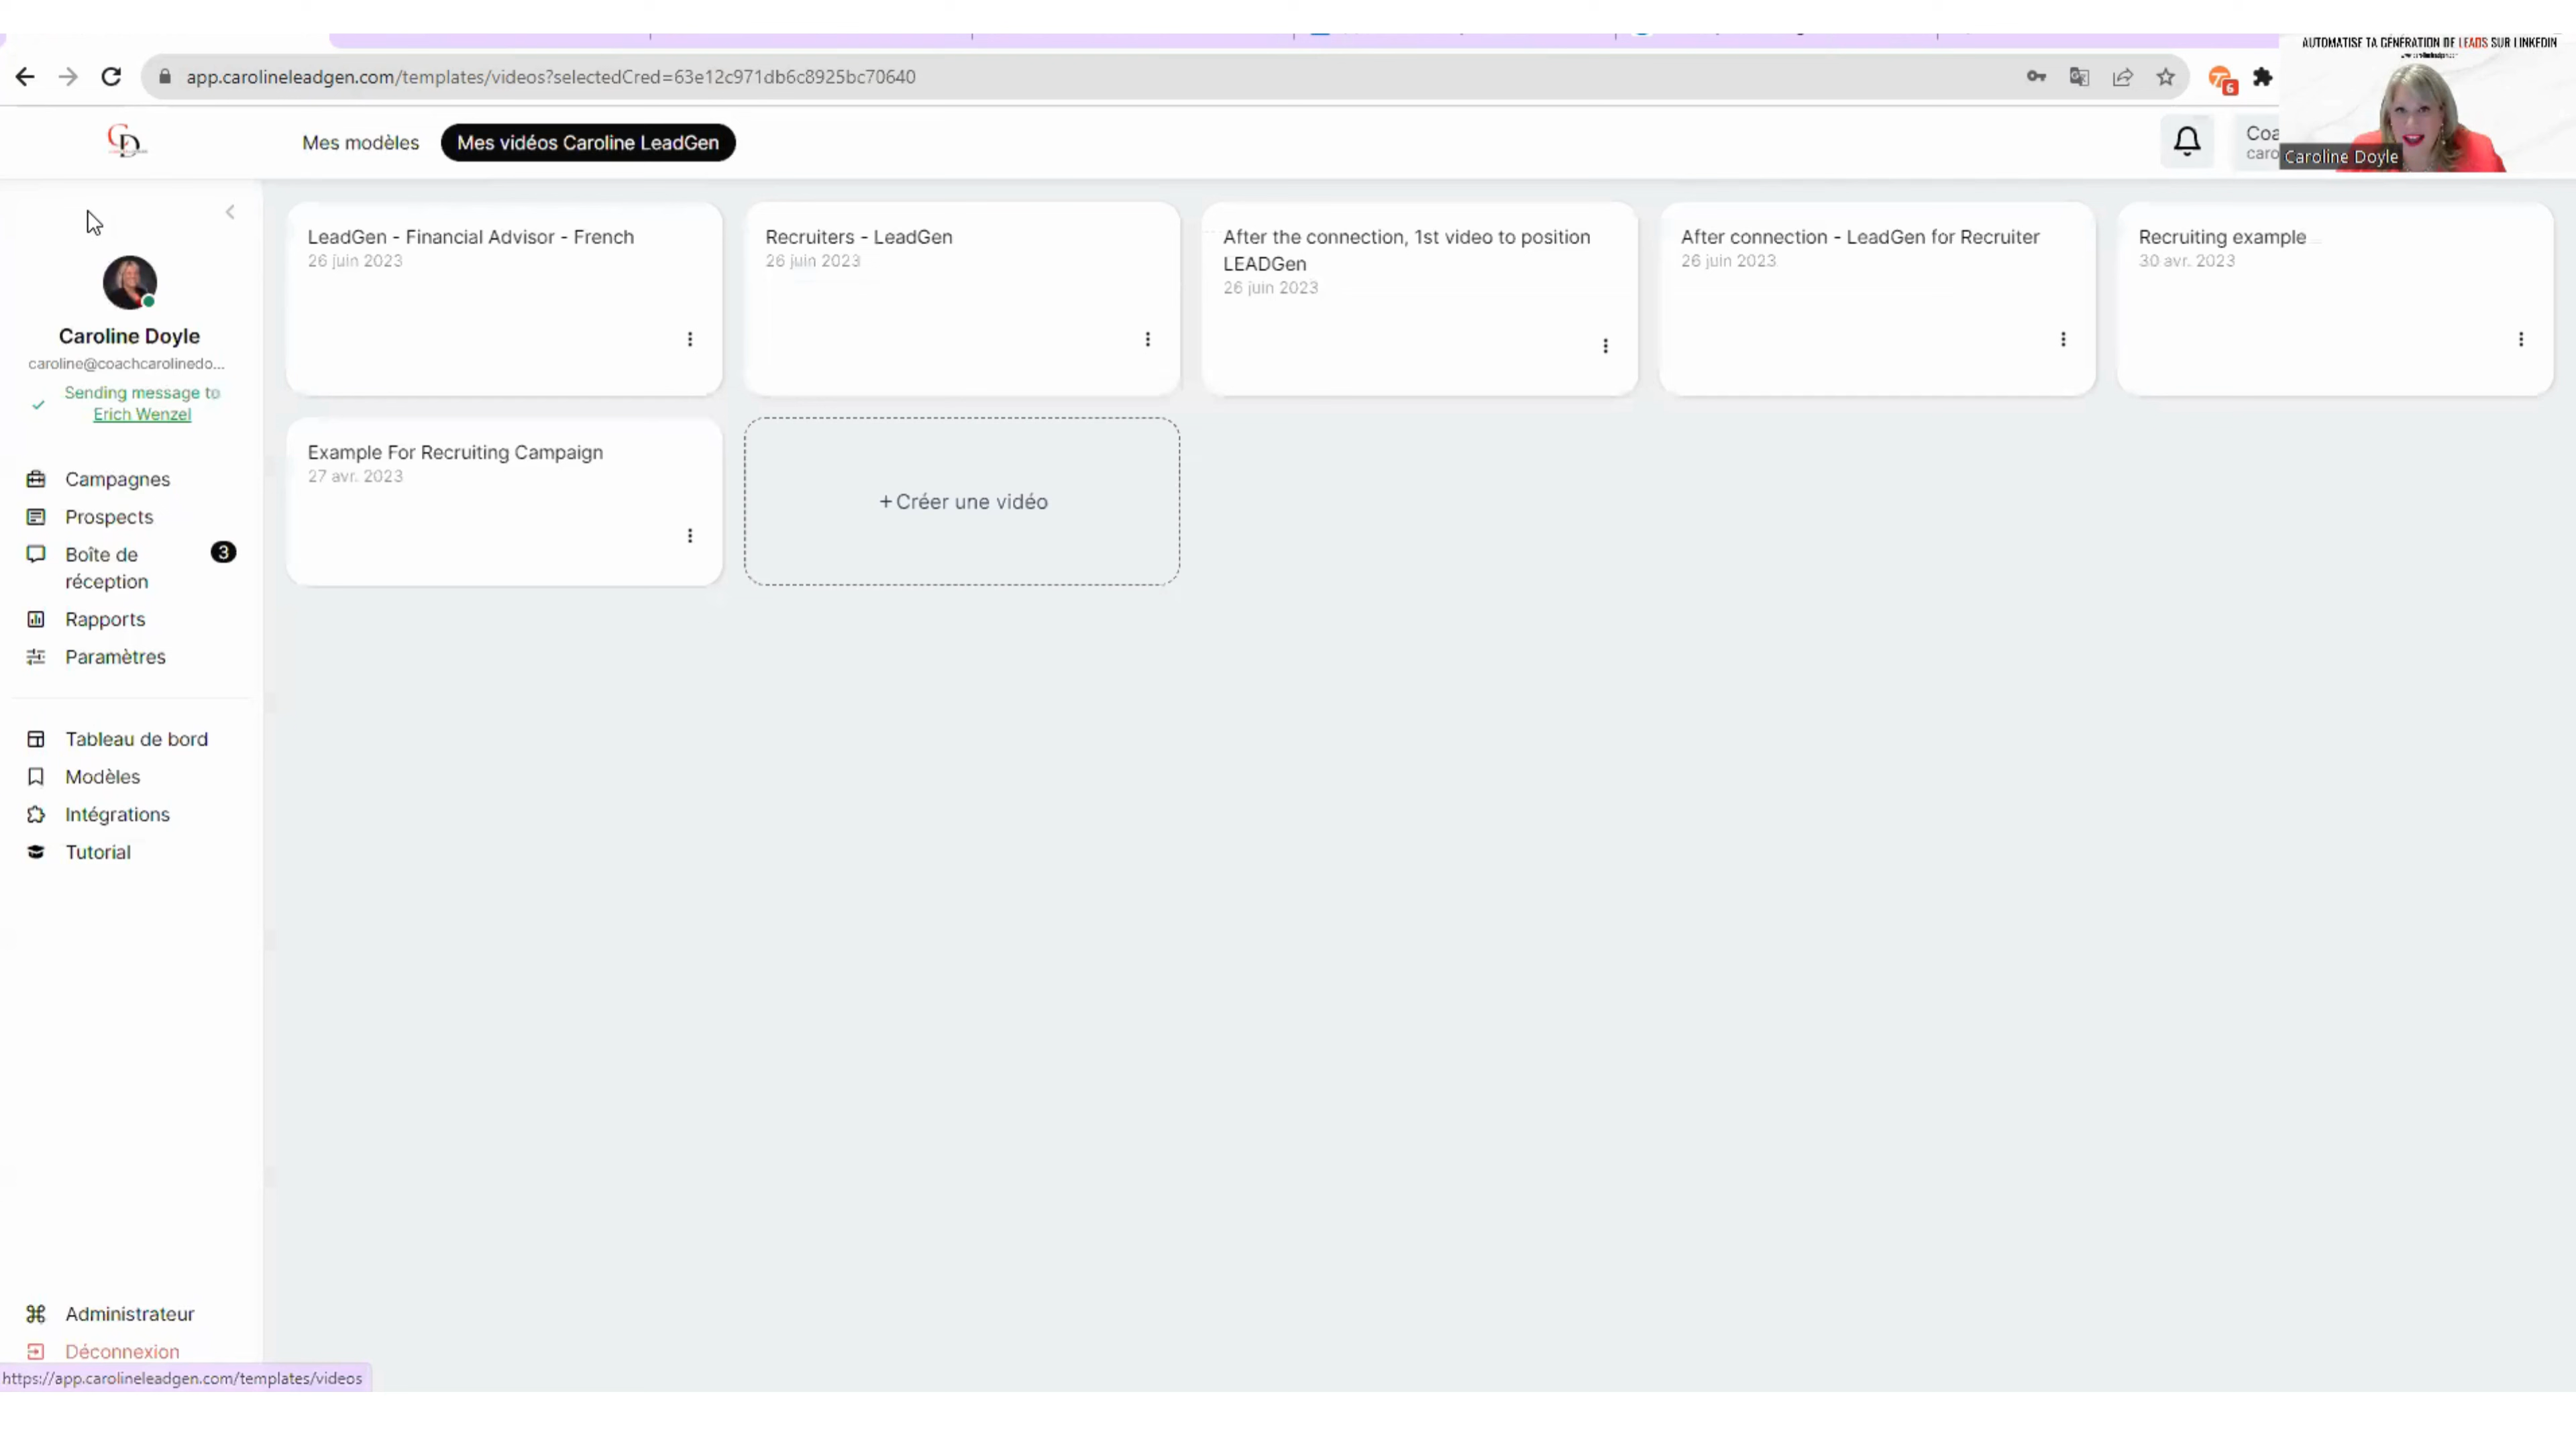 AUTOMATISE TA GÉNÉRATION DE LEADS SUR LINKEDIN
app.carolineleadgen.com/templates/videos?selectedCred=63e12c971db6c8925bc70640
6
CD
Mes modèles
Mes vidéos Caroline LeadGen
Coa
caro
Caroline Doyle
LeadGen - Financial Advisor - French
26 juin 2023
Recruiters - LeadGen
26 juin 2023
After the connection, 1st video to position
LEADGen
26 juin 2023
After connection - LeadGen for Recruiter
26 juin 2023
Recruiting example
30 avr. 2023
Example For Recruiting Campaign
27 avr. 2023
+ Créer une vidéo
Caroline Doyle
caroline@coachcarolinedo...
Sending message to
Erich Wenzel
Campagnes
Prospects
Boîte de
réception
3
Rapports
Paramètres
Tableau de bord
Modèles
Intégrations
Tutorial
Administrateur
Déconnexion
https://app.carolineleadgen.com/templates/videos